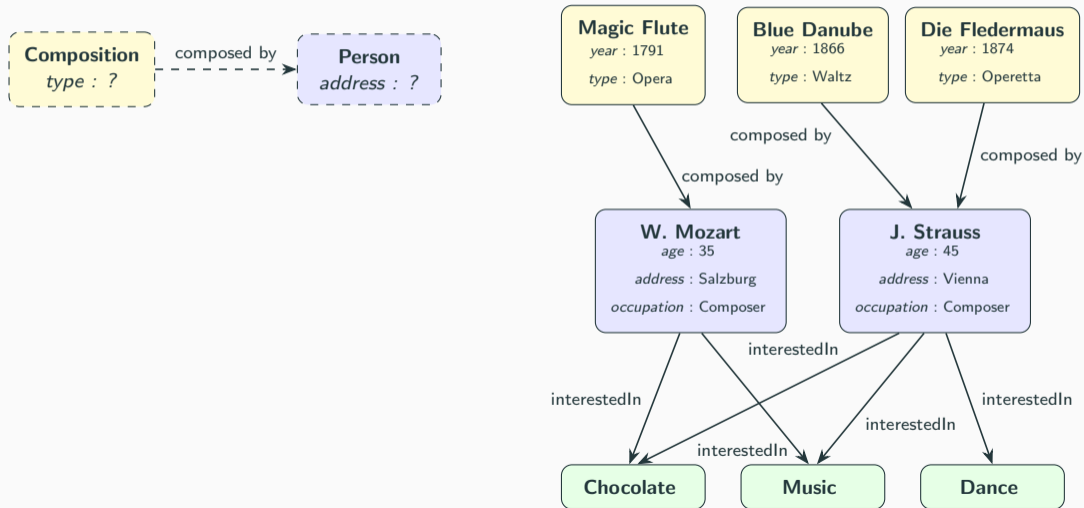 Composition
type : ?
composed by
Person
address : ?
Magic Flute
year : 1791
type : Opera
Blue Danube
year : 1866
type : Waltz
Die Fledermaus
year : 1874
type : Operetta
composed by
composed by
composed by
W. Mozart
age : 35
address : Salzburg
occupation : Composer
J. Strauss
age : 45
address : Vienna
occupation : Composer
interestedIn
interestedIn
interestedIn
interestedIn
interestedIn
Chocolate
Music
Dance